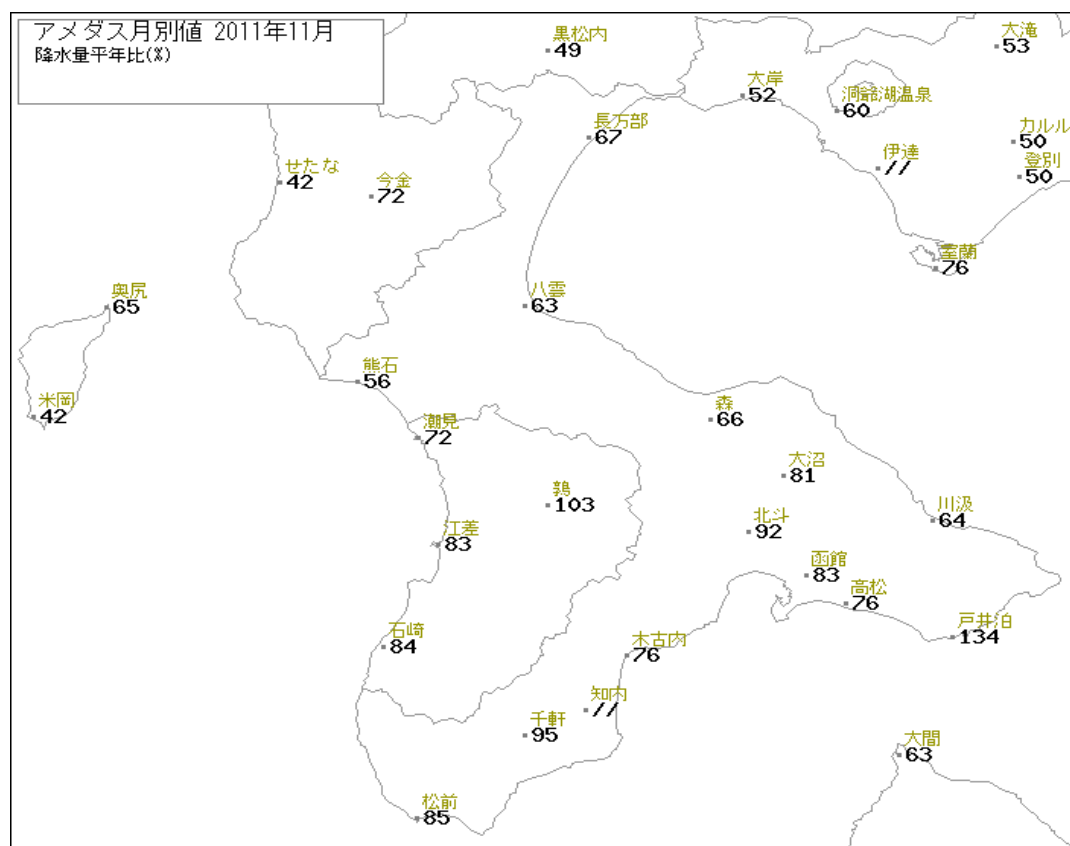 アメダス月別値 2011年11月
降水量平年比(%)
黒松内
49
大滝
53
大岸
52
洞爺湖温泉
60
長万部
67
カルル
50
伊達
//
登別
50
せたな
42
今金
72
室蘭
76
奥尻
65
八雲
63
熊石
56
米岡
42
森
66
潮見
72
大沼
81
鶉
103
川汲
64
北斗
92
江差
83
函館
83
高松
76
戸井泊
134
石崎
84
木古内
76
知内
//
千軒
95
大間
63
松前
85